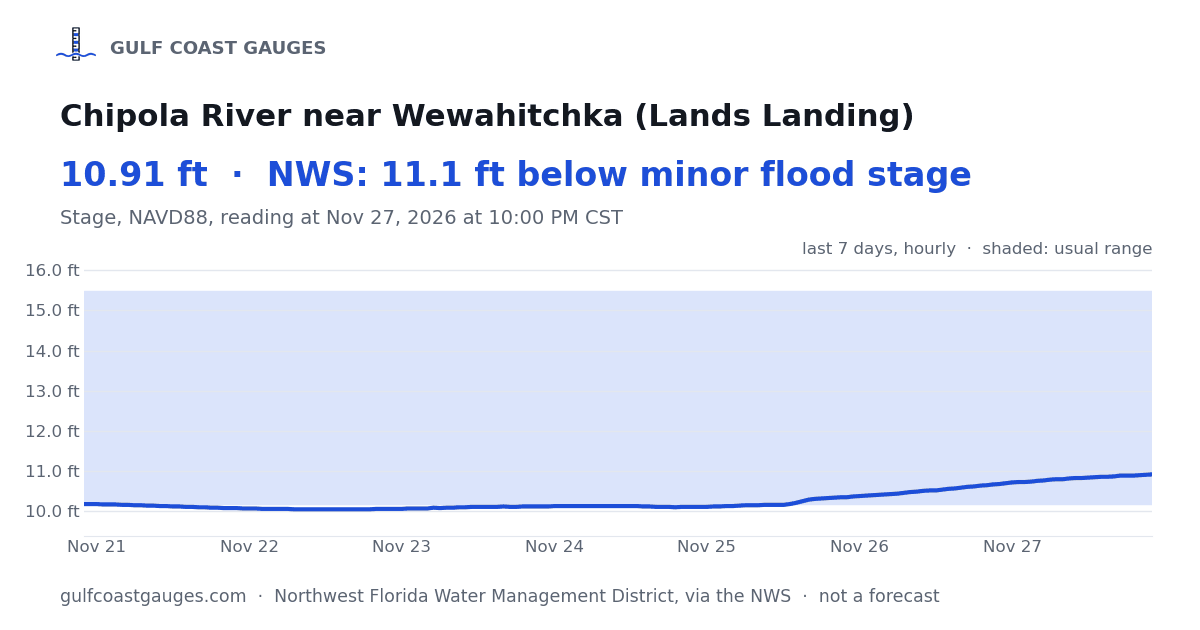 GULF COAST GAUGES
Chipola River near Wewahitchka (Lands Landing)
10.91 ft · NWS: 11.1 ft below minor flood stage
Stage, NAVD88, reading at Nov 27, 2026 at 10:00 PM CST
last 7 days, hourly · shaded: usual range
16.0 ft
15.0 ft
14.0 ft
13.0 ft
12.0 ft
11.0 ft
10.0 ft
Nov 21 Nov 22 Nov 23 Nov 24 Nov 25 Nov 26 Nov 27
gulfcoastgauges.com · Northwest Florida Water Management District, via the NWS · not a forecast